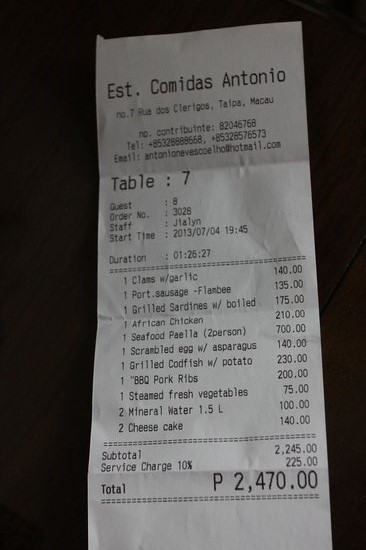 Est. Comidas Antonio
no.7 Rua dos Clerigos, Taipa, Macau
no. contribuinte: 82046768
Tel: +85328888668, +85328576573
Email: antonionevescoelho@hotmail.com
Table : 7
Guest : 8
Order No. : 3028
Staff : Jialyn
Start Time : 2013/07/04 19:45
Duration : 01:26:27
1 Clams w/garlic 140.00
1 Port.sausage -Flambee 135.00
1 Grilled Sardines w/ boiled 175.00
1 African Chicken 210.00
1 Seafood Paella (2person) 700.00
1 Scrambled egg w/ asparagus 140.00
1 Grilled Codfish w/ potato 230.00
1 "BBQ Pork Ribs 200.00
1 Steamed fresh vegetables 75.00
2 Mineral Water 1.5 L 100.00
2 Cheese cake 140.00
Subtotal 2,245.00
Service Charge 10% 225.00
Total P 2,470.00